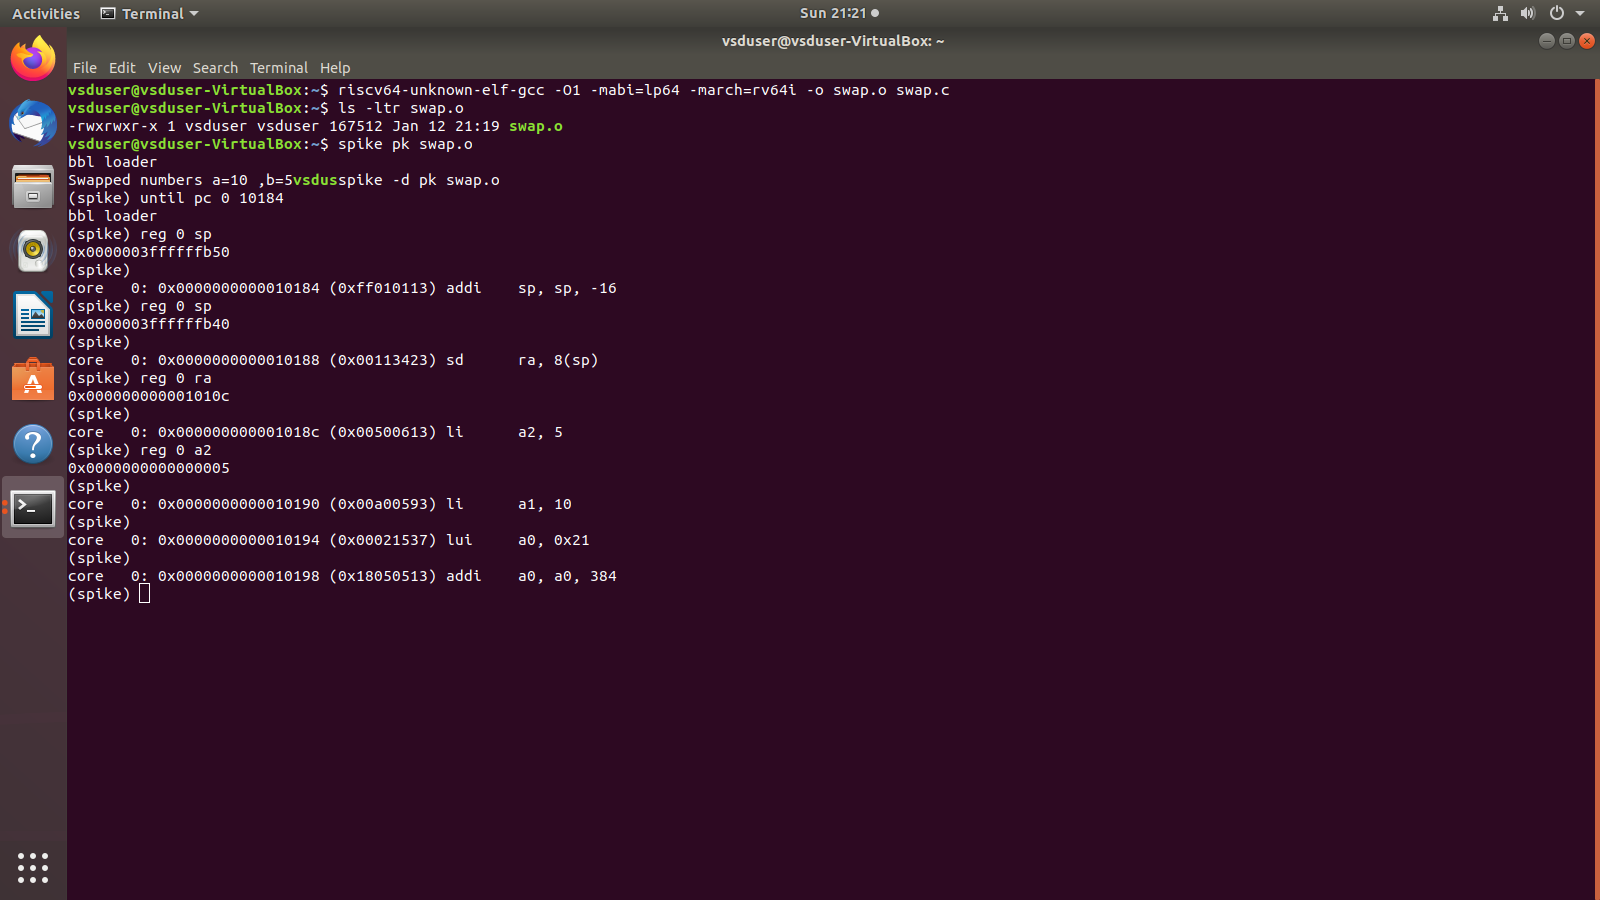 Activities Terminal Sun 21:21
vsduser@vsduser-VirtualBox: ~
File Edit View Search Terminal Help
vsduser@vsduser-VirtualBox:~$ riscv64-unknown-elf-gcc -O1 -mabi=lp64 -march=rv64i -o swap.o swap.c
vsduser@vsduser-VirtualBox:~$ ls -ltr swap.o
-rwxrwxr-x 1 vsduser vsduser 167512 Jan 12 21:19 swap.o
vsduser@vsduser-VirtualBox:~$ spike pk swap.o
bbl loader
Swapped numbers a=10 ,b=5vsdusspike -d pk swap.o
(spike) until pc 0 10184
bbl loader
(spike) reg 0 sp
0x0000003ffffffb50
(spike)
core   0: 0x0000000000010184 (0xff010113) addi    sp, sp, -16
(spike) reg 0 sp
0x0000003ffffffb40
(spike)
core   0: 0x0000000000010188 (0x00113423) sd      ra, 8(sp)
(spike) reg 0 ra
0x000000000001010c
(spike)
core   0: 0x000000000001018c (0x00500613) li      a2, 5
(spike) reg 0 a2
0x0000000000000005
(spike)
core   0: 0x0000000000010190 (0x00a00593) li      a1, 10
(spike)
core   0: 0x0000000000010194 (0x00021537) lui     a0, 0x21
(spike)
core   0: 0x0000000000010198 (0x18050513) addi    a0, a0, 384
(spike)